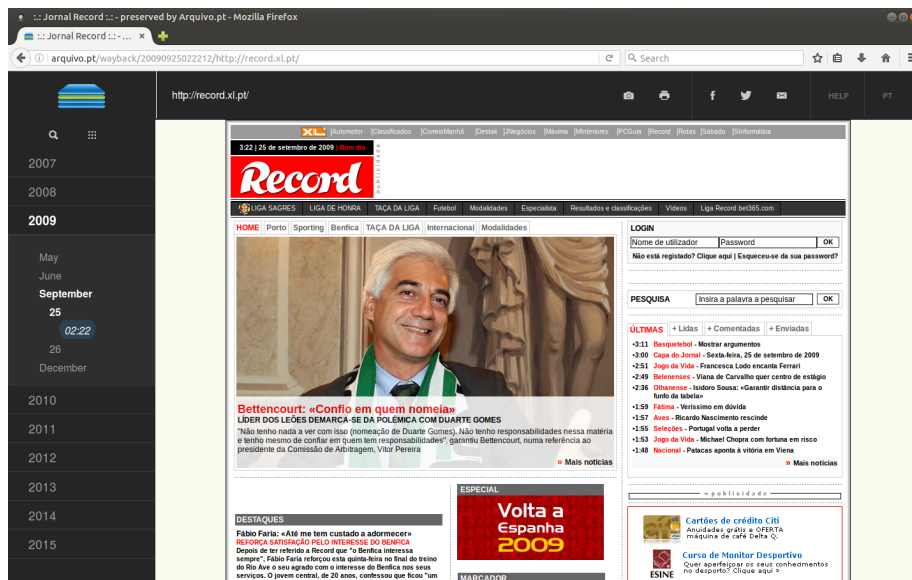 .: Jornal Record :.: - preserved by Arquivo.pt - Mozilla Firefox
:.: Jornal Record :.: - ...
arquivo.pt/wayback/20090925022212/http://record.xl.pt/
Search
http://record.xl.pt/
HELP
PT
2007
2008
2009
May
June
September
25
02:22
26
December
2010
2011
2012
2013
2014
2015
XL |Automotor |Classificados |CorreioManhã |Destak |JNegócios |Máxima |MInteriores |PCGuia |Record |Rotas |Sábado |SInformática
3:22 | 25 de setembro de 2009 | Bom dia
publicidade
Record
LIGA SAGRES LIGA DE HONRA TAÇA DA LIGA Futebol Modalidades Especialista Resultados e classificações Vídeos Liga Record bet365.com
HOME Porto Sporting Benfica TAÇA DA LIGA Internacional Modalidades
Bettencourt: «Confio em quem nomeia»
LÍDER DOS LEÕES DEMARCA-SE DA POLÉMICA COM DUARTE GOMES
"Não tenho nada a ver com isso (nomeação de Duarte Gomes). Não tenho responsabilidades nessa matéria
e tenho mesmo de confiar em quem tem responsabilidades", garantiu Bettencourt, numa referência ao
presidente da Comissão de Arbitragem, Vítor Pereira
» Mais notícias
DESTAQUES
Fábio Faria: «Até me tem custado a adormecer»
REFORÇA SATISFAÇÃO PELO INTERESSE DO BENFICA
Depois de ter referido a Record que "o Benfica interessa
sempre", Fábio Faria reforçou esta quinta-feira no final do treino
do Rio Ave o seu agrado com o interesse do Benfica nos seus
serviços. O jovem central, de 20 anos, confessou que ficou "um
ESPECIAL
Volta a
Espanha
2009
MARCADOR
LOGIN
Nome de utilizador Password OK
Não está registado? Clique aqui | Esqueceu-se da sua password?
PESQUISA Insira a palavra a pesquisar OK
ÚLTIMAS + Lidas + Comentadas + Enviadas
•3:11 Basquetebol - Mostrar argumentos
•3:00 Capa do Jornal - Sexta-feira, 25 de setembro de 2009
•2:51 Jogo da Vida - Francesca Lodo encanta Ferrari
•2:49 Belenenses - Viana de Carvalho quer centro de estágio
•2:36 Olhanense - Isidoro Sousa: «Garantir distância para o
fundo da tabela»
•1:59 Fátima - Veríssimo em dúvida
•1:57 Aves - Ricardo Nascimento rescinde
•1:55 Seleções - Portugal volta a perder
•1:53 Jogo da Vida - Michael Chopra com fortuna em risco
•1:48 Nacional - Patacas aponta à vitória em Viena
» Mais notícias
publicidade
citi
Cartões de crédito Citi
Anuidades grátis e OFERTA
máquina de café Delta Q.
ESINE
Curso de Monitor Desportivo
Quer aperfeiçoar os seus conhecimentos
no desporto? Clique aqui >